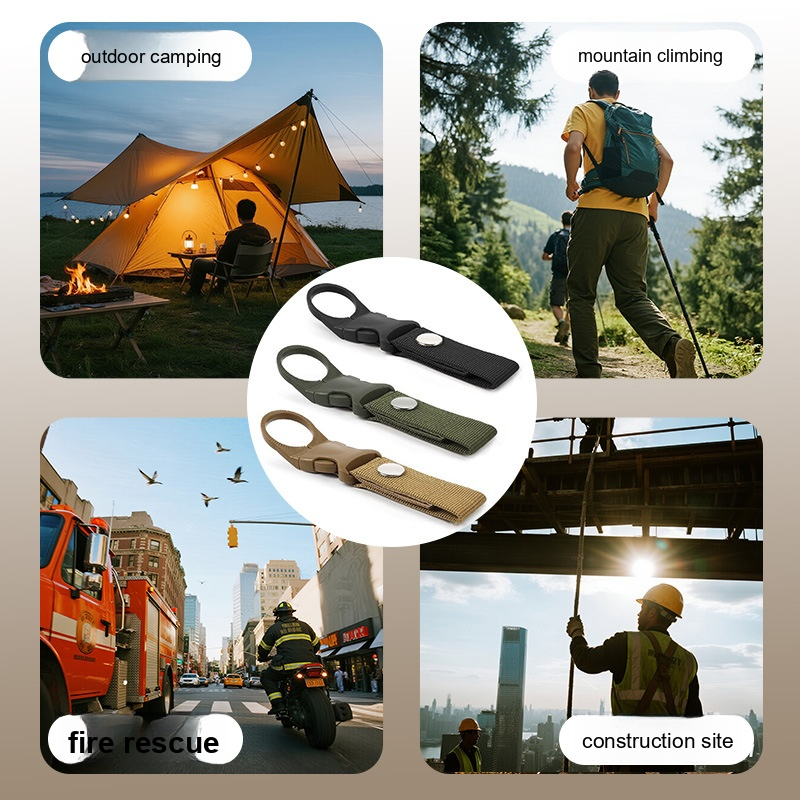 outdoor camping
mountain climbing
fire rescue
construction site